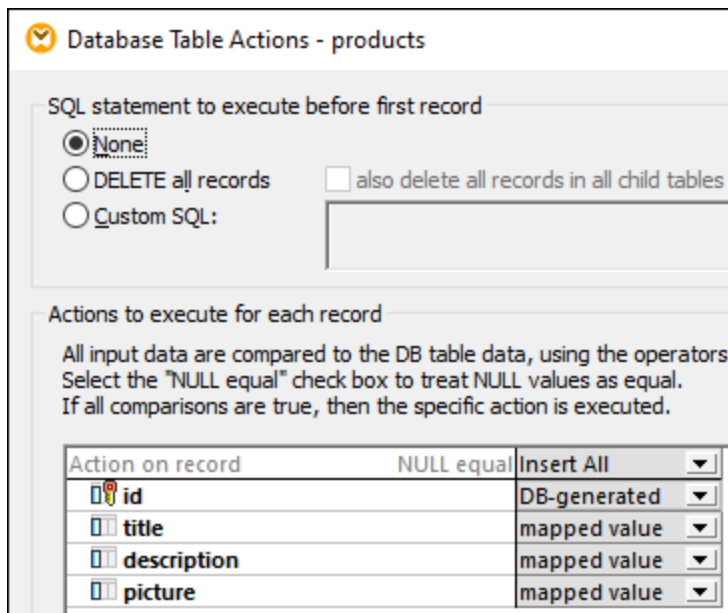 Database Table Actions - products
SQL statement to execute before first record
None
DELETE all records also delete all records in all child tables
Custom SQL:
Actions to execute for each record
All input data are compared to the DB table data, using the operators
Select the "NULL equal" check box to treat NULL values as equal.
If all comparisons are true, then the specific action is executed.
Action on record NULL equal Insert All
id DB-generated
title mapped value
description mapped value
picture mapped value